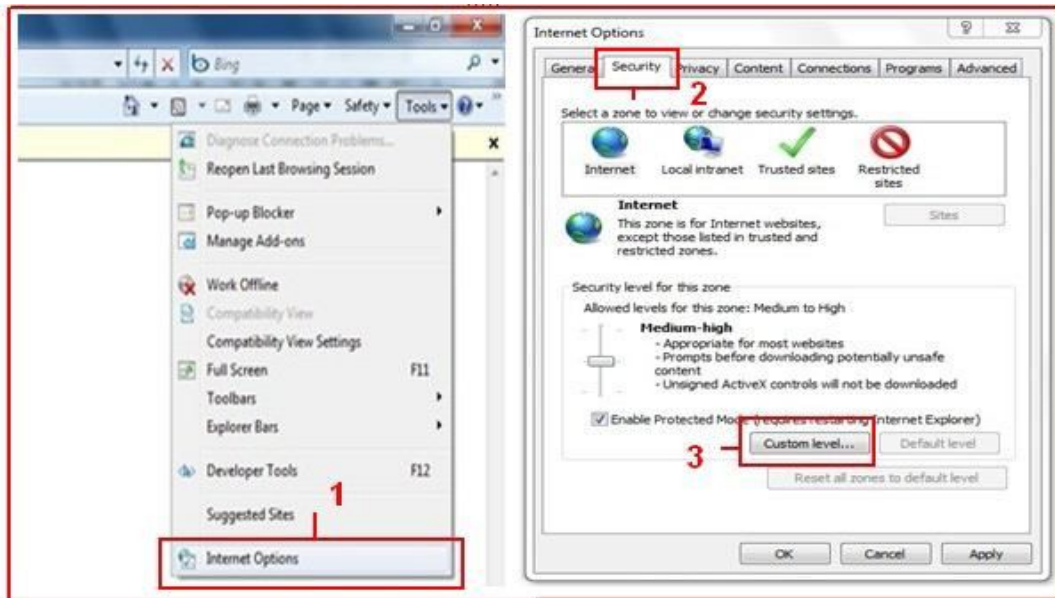 Bing
Page Safety Tools
Diagnose Connection Problems...
Reopen Last Browsing Session
Pop-up Blocker
Manage Add-ons
Work Offline
Compatibility View
Compatibility View Settings
Full Screen F11
Toolbars
Explorer Bars
Developer Tools F12
Suggested Sites
1
Internet Options
Internet Options
General Security Privacy Content Connections Programs Advanced
2
Select a zone to view or change security settings.
Internet Local intranet Trusted sites Restricted
sites
Internet
Sites
This zone is for Internet websites,
except those listed in trusted and
restricted zones.
Security level for this zone
Allowed levels for this zone: Medium to High
Medium-high
- Appropriate for most websites
- Prompts before downloading potentially unsafe
content
- Unsigned ActiveX controls will not be downloaded
Enable Protected Mode (requires restarting Internet Explorer)
3
Custom level... Default level
Reset all zones to default level
OK Cancel Apply